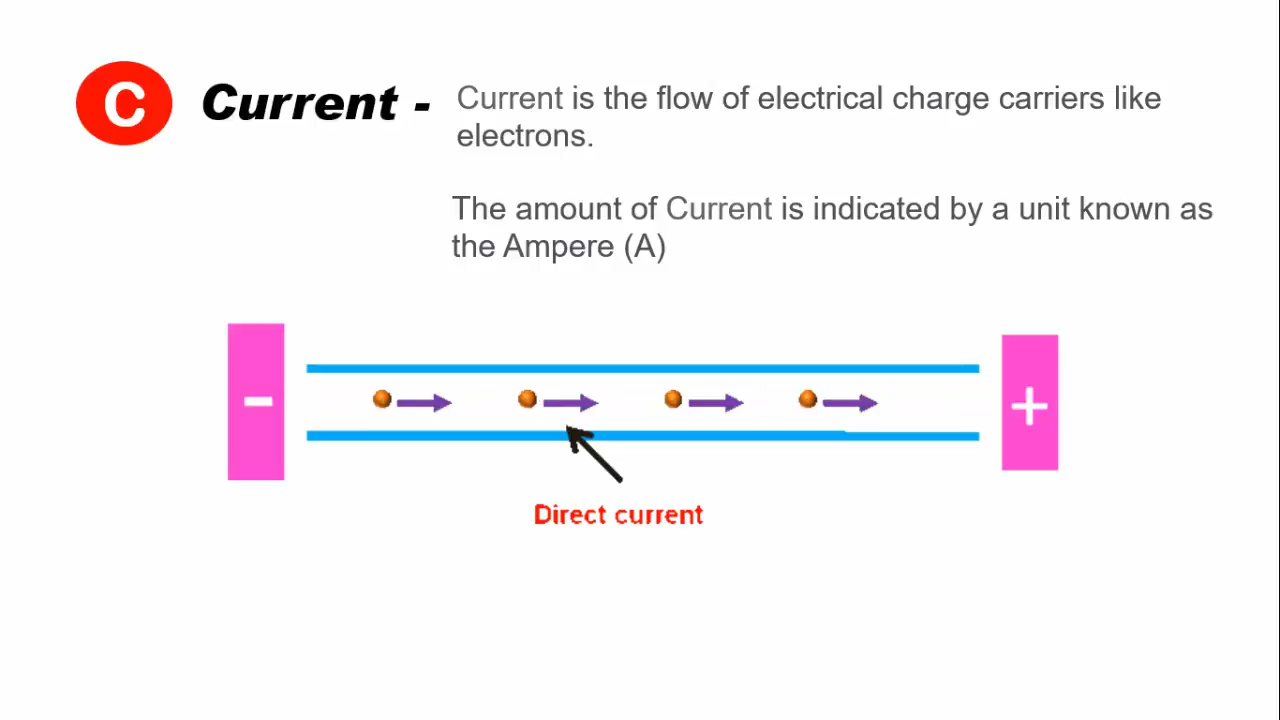 C Current - Current is the flow of electrical charge carriers like
electrons.
The amount of Current is indicated by a unit known as
the Ampere (A)
- +
Direct current